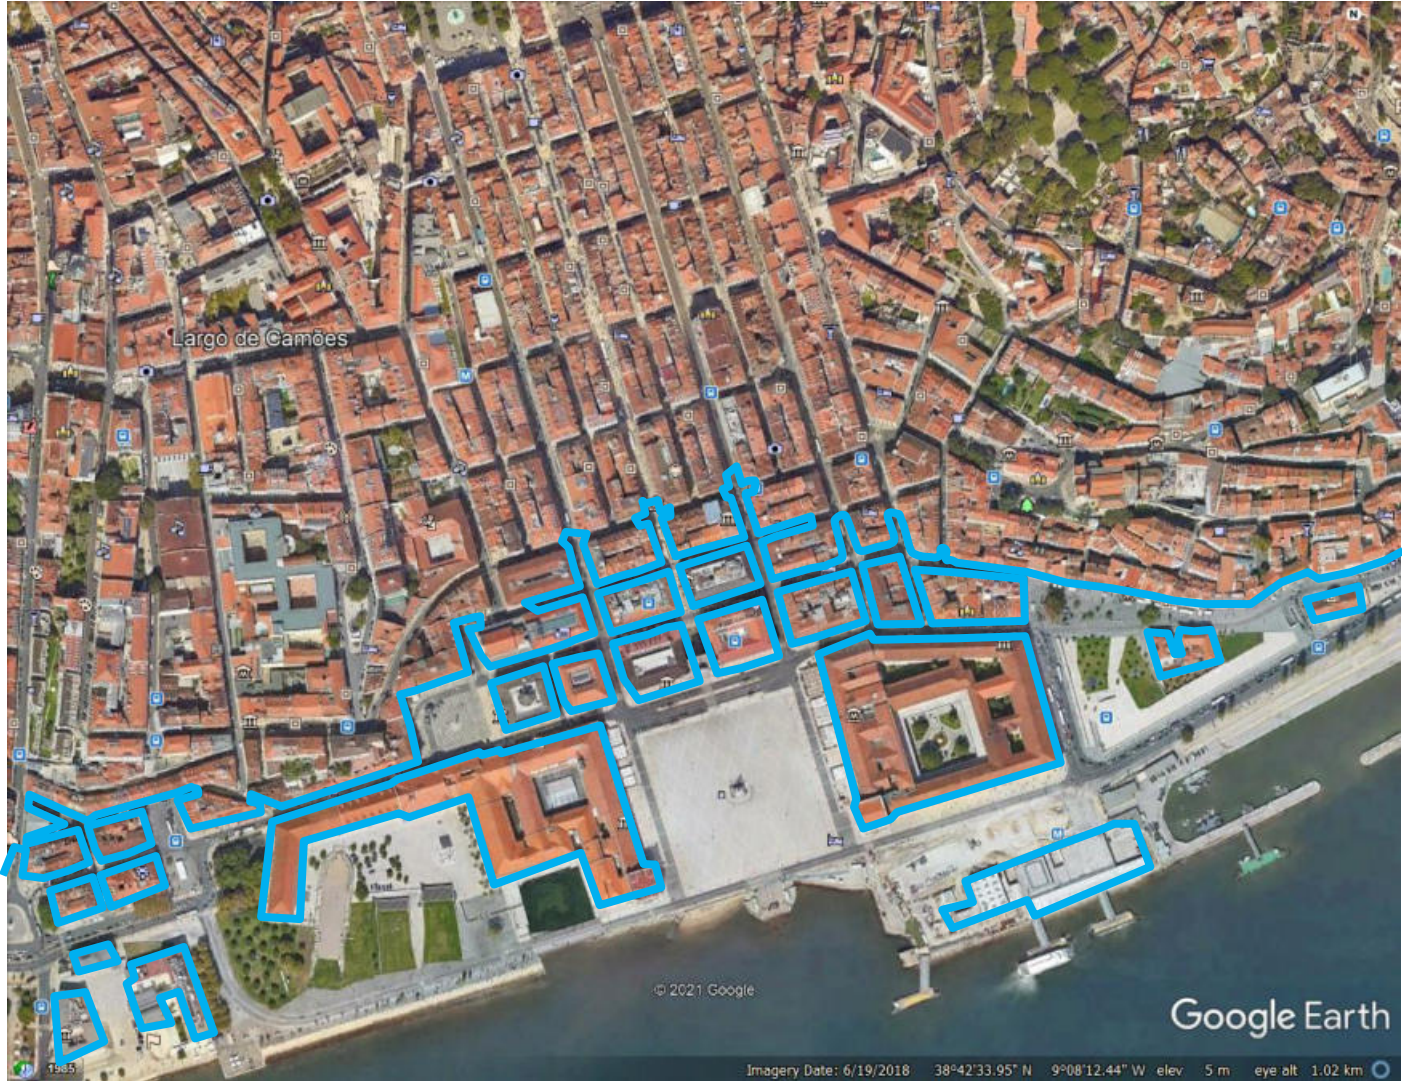 N
Largo de Camões
M
M
© 2021 Google
Google Earth
1985
Imagery Date: 6/19/2018 38°42'33.95" N 9°08'12.44" W elev 5 m eye alt 1.02 km